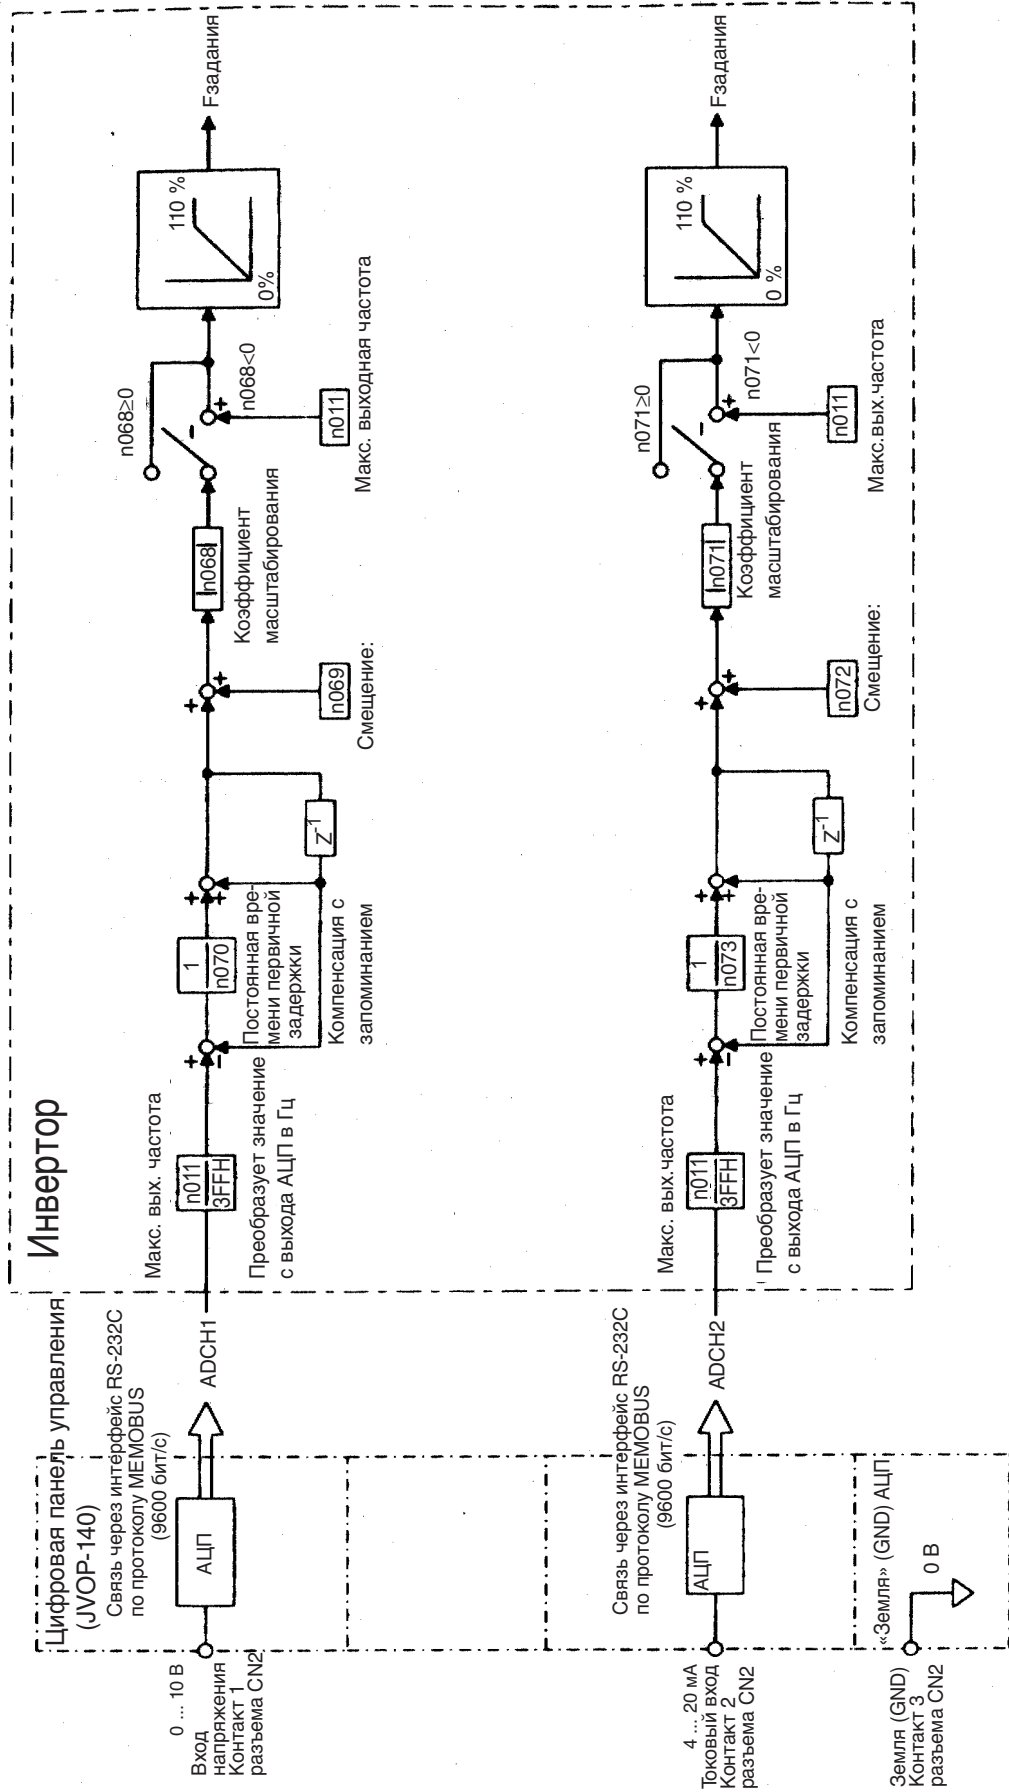 Инвертор
Цифровая панель управления
(JVOP-140)
Связь через интерфейс RS-232C
по протоколу MEMOBUS
(9600 бит/с)
0 ... 10 В
Вход
напряжения
Контакт 1
разъема CN2
АЦП
ADCH1
Макс. вых. частота
n011
3FFH
Преобразует значение
с выхода АЦП в Гц
+
-
1
n070
Постоянная вре-
мени первичной
задержки
+
+
Z-1
Компенсация с
запоминанием
+
+
n069
Смещение:
|n068|
Коэффициент
масштабирования
n068≥0
-
+
n068<0
n011
Макс. выходная частота
110 %
0%
Fзадания
Связь через интерфейс RS-232C
по протоколу MEMOBUS
(9600 бит/с)
4 ... 20 мА
Токовый вход
Контакт 2
разъема CN2
АЦП
ADCH2
Макс. вых.частота
n011
3FFH
Преобразует значение
с выхода АЦП в Гц
+
-
1
n073
Постоянная вре-
мени первичной
задержки
+
+
Z-1
Компенсация с
запоминанием
+
+
n072
Смещение:
|n071|
Коэффициент
масштабирования
n071≥0
-
+
n071<0
n011
Макс.вых.частота
110 %
0 %
Fзадания
«Земля» (GND) АЦП
0 В
Земля (GND)
Контакт 3
разъема CN2